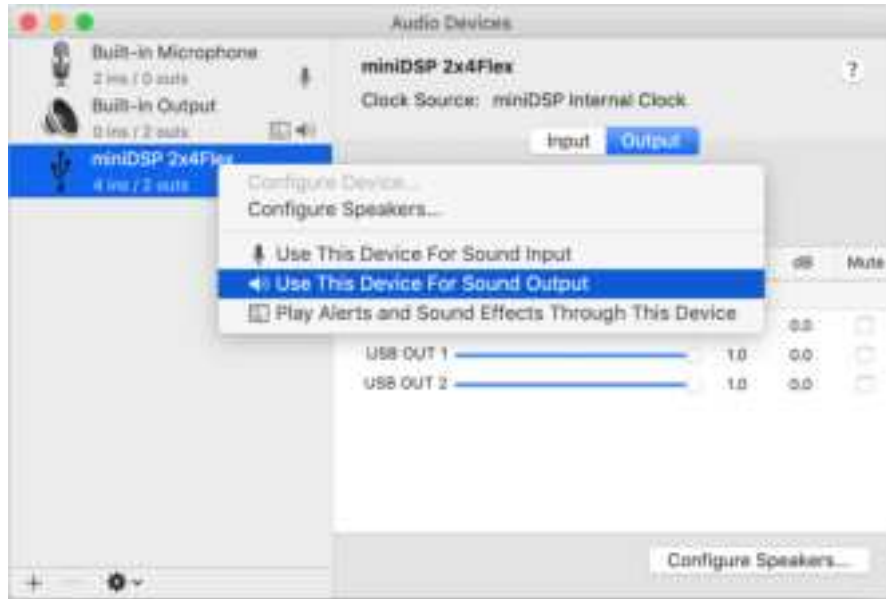 Audio Devices
Built-in Microphone
2 ins / 0 outs
Built-in Output
0 ins / 2 outs
miniDSP 2x4Flex
4 ins / 2 outs
miniDSP 2x4Flex
?
Clock Source: miniDSP Internal Clock
Input Output
Configure Device...
Configure Speakers...
Use This Device For Sound Input
Use This Device For Sound Output
Play Alerts and Sound Effects Through This Device
dB Mute
0.0
USB OUT 1 1.0 0.0
USB OUT 2 1.0 0.0
Configure Speakers...